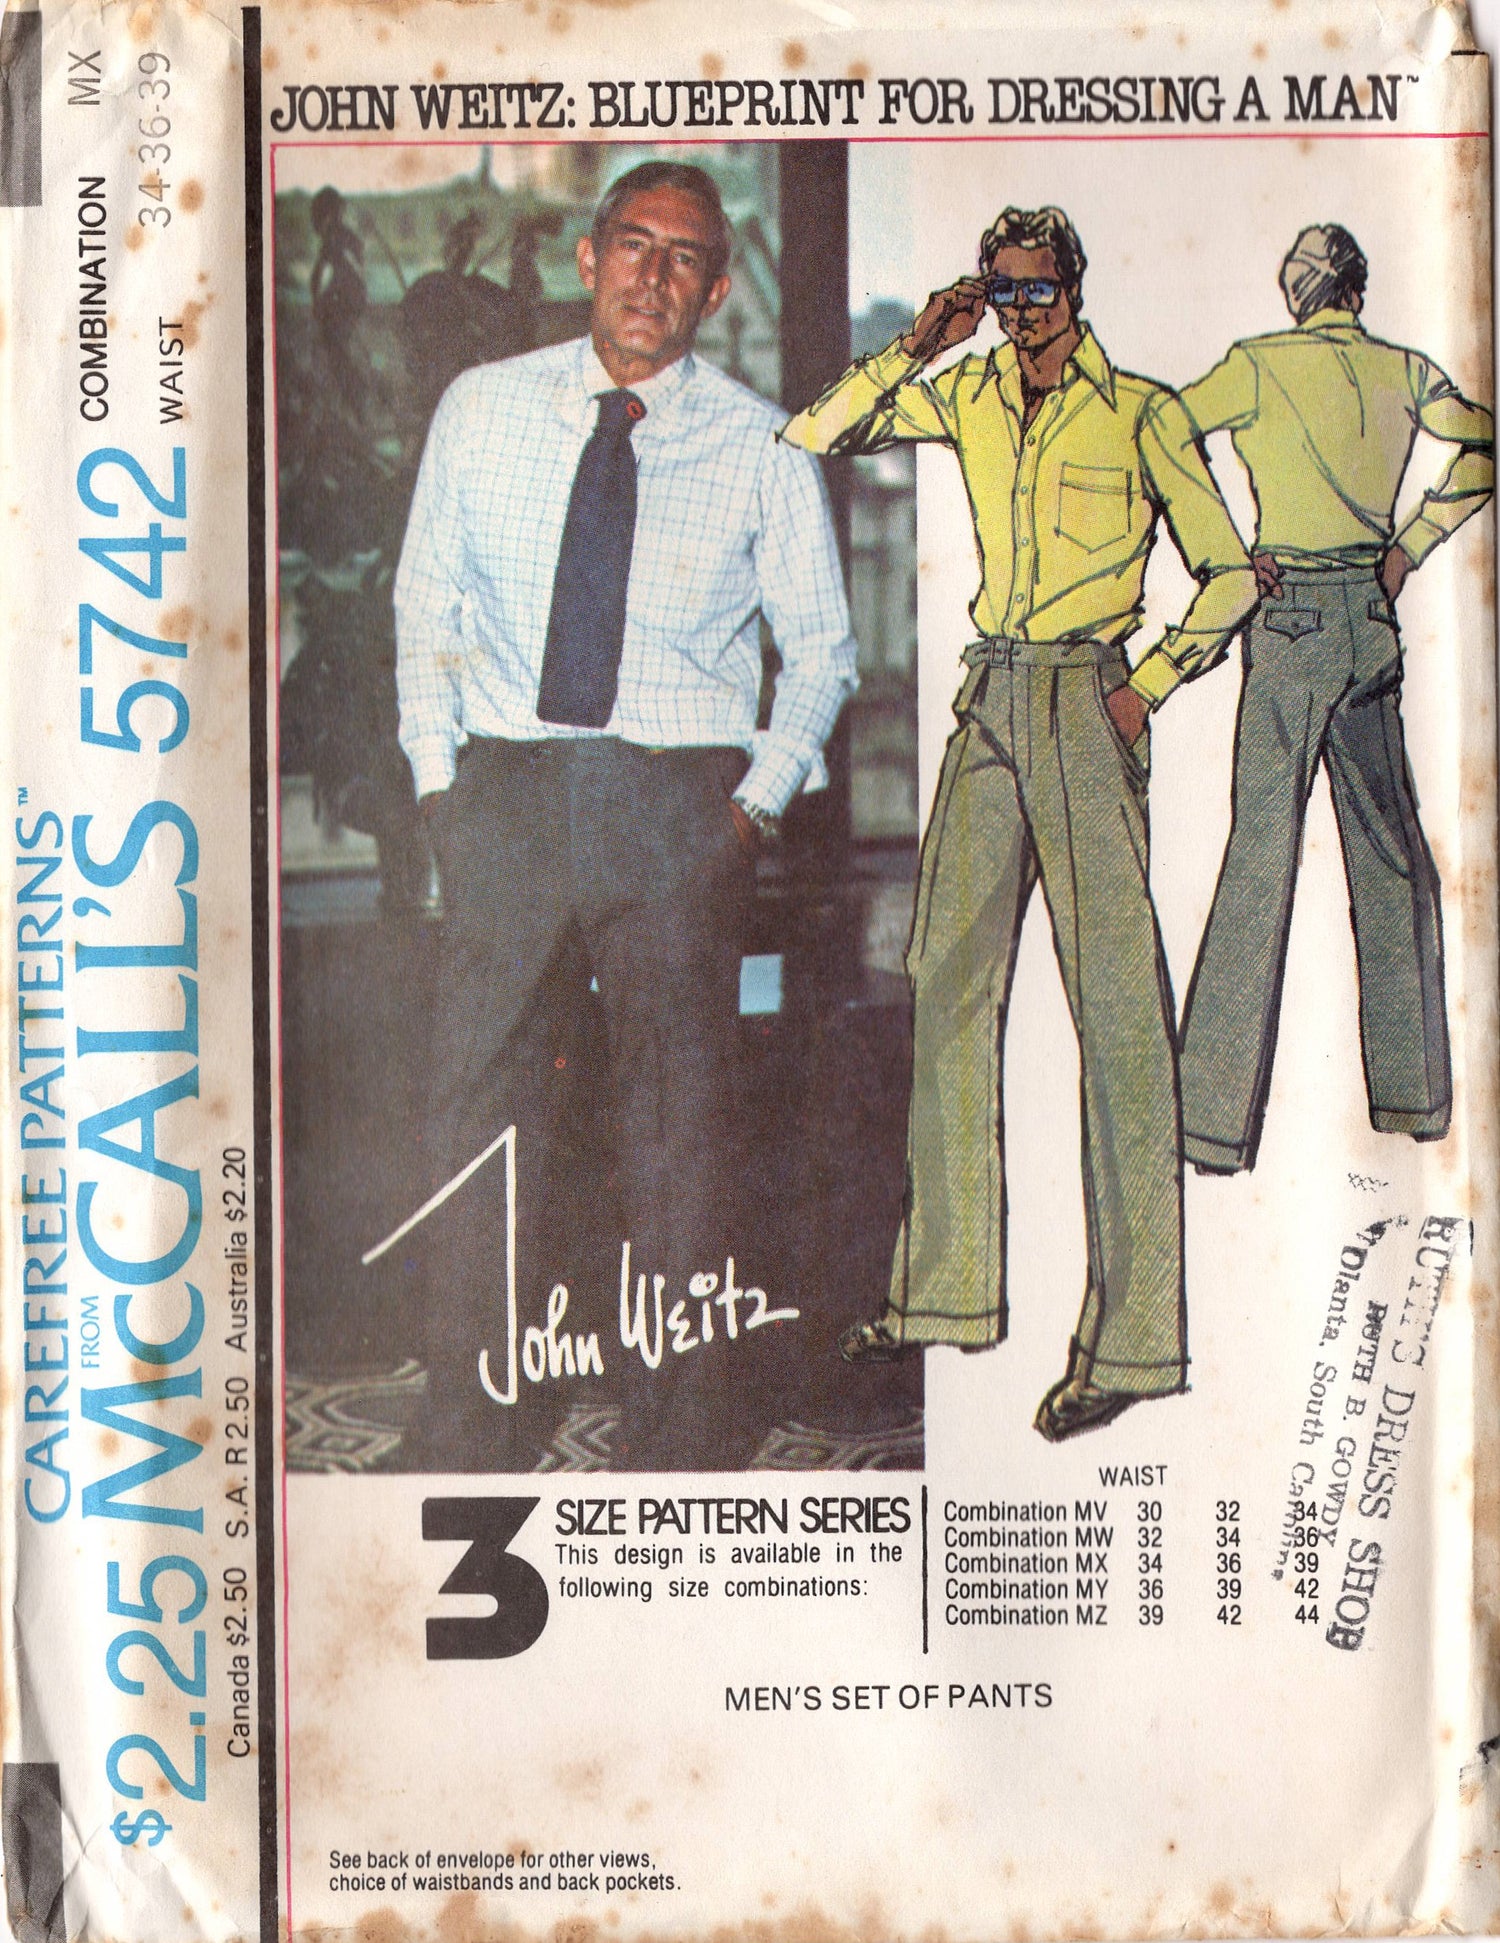 JOHN WEITZ: BLUEPRINT FOR DRESSING A MAN™
CAREFREE PATTERNS™
FROM
$2.25 McCALL'S 5742
COMBINATION MX
WAIST 34-36-39
Canada $2.50 S.A. R 2.50 Australia $2.20
John Weitz
3
SIZE PATTERN SERIES
This design is available in the
following size combinations:
WAIST
Combination MV 30 32 34
Combination MW 32 34 36
Combination MX 34 36 39
Combination MY 36 39 42
Combination MZ 39 42 44
RUTH'S DRESS SHOP
RUTH B. GOWDY
Olanta, South Carolina
MEN'S SET OF PANTS
See back of envelope for other views,
choice of waistbands and back pockets.